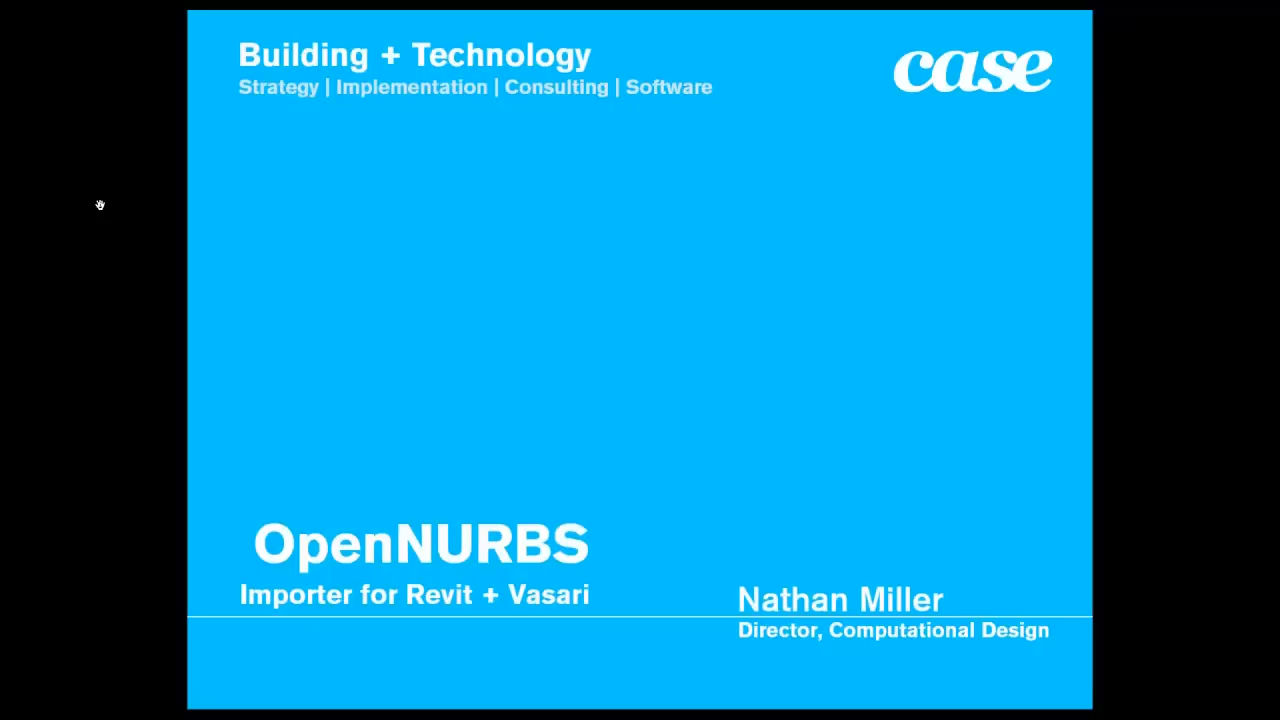 Building + Technology
case
Strategy | Implementation | Consulting | Software
OpenNURBS
Importer for Revit + Vasari
Nathan Miller
Director, Computational Design